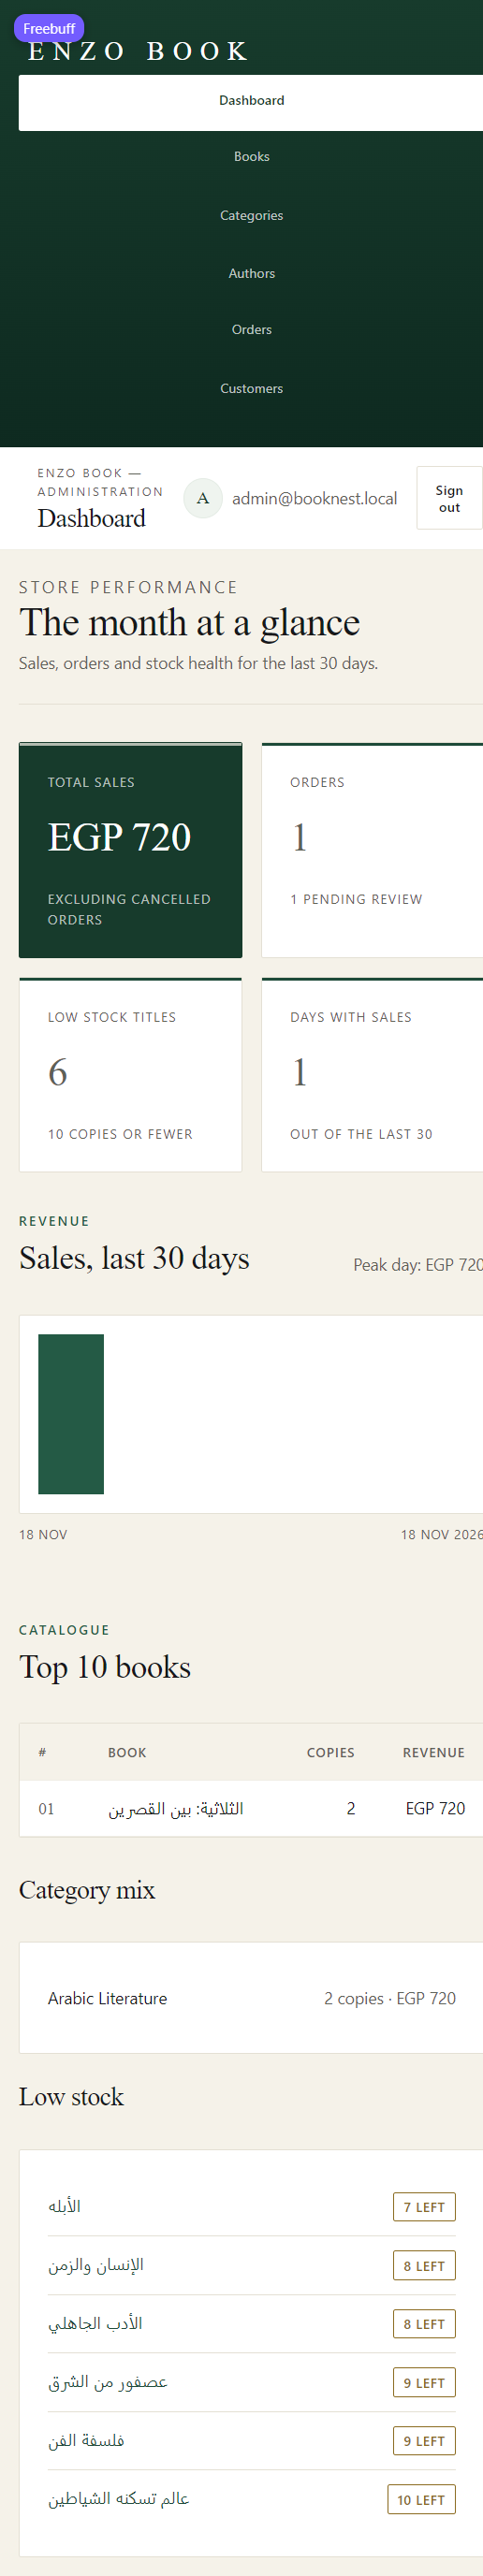 Freebuff
ENZO BOOK
Dashboard
Books
Categories
Authors
Orders
Customers
ENZO BOOK —
ADMINISTRATION
Dashboard
A
admin@booknest.local
Sign
out
STORE PERFORMANCE
The month at a glance
Sales, orders and stock health for the last 30 days.
TOTAL SALES
EGP 720
EXCLUDING CANCELLED
ORDERS
ORDERS
1
1 PENDING REVIEW
LOW STOCK TITLES
6
10 COPIES OR FEWER
DAYS WITH SALES
1
OUT OF THE LAST 30
REVENUE
Sales, last 30 days
Peak day: EGP 720
18 NOV
18 NOV 2026
CATALOGUE
Top 10 books
# BOOK COPIES REVENUE
01 الثلاثية: بين القصرين 2 EGP 720
Category mix
Arabic Literature 2 copies · EGP 720
Low stock
الأبله 7 LEFT
الإنسان والزمن 8 LEFT
الأدب الجاهلي 8 LEFT
عصفور من الشرق 9 LEFT
فلسفة الفن 9 LEFT
عالم تسكنه الشياطين 10 LEFT